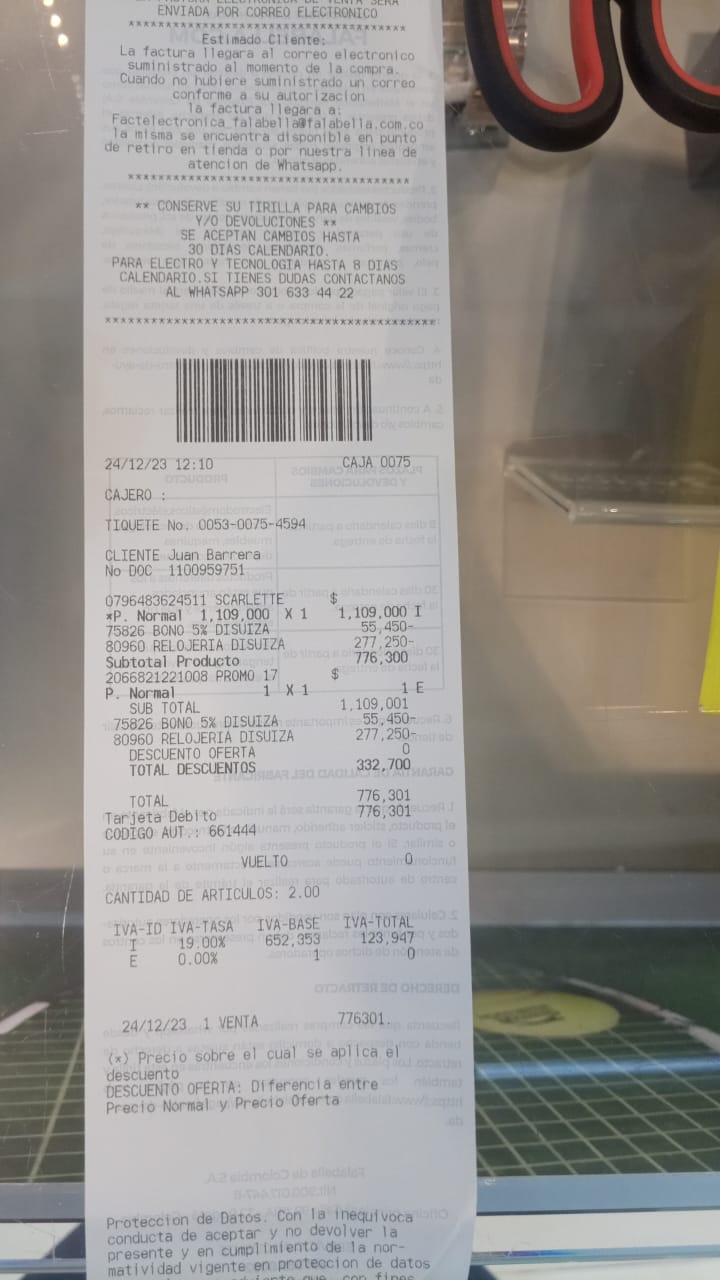 ENVIADA POR CORREO ELECTRONICO
****************************************
Estimado Cliente:
La factura llegara al correo electronico
suministrado al momento de la compra.
Cuando no hubiere suministrado un correo
conforme a su autorizacion
la factura llegara a:
Factelectronica_falabella@falabella.com.co
la misma se encuentra disponible en punto
de retiro en tienda o por nuestra linea de
atencion de Whatsapp.
****************************************
** CONSERVE SU TIRILLA PARA CAMBIOS
Y/O DEVOLUCIONES **
SE ACEPTAN CAMBIOS HASTA
30 DIAS CALENDARIO.
PARA ELECTRO Y TECNOLOGIA HASTA 8 DIAS
CALENDARIO.SI TIENES DUDAS CONTACTANOS
AL WHATSAPP 301 633 44 22
******************************************
24/12/23 12:10 CAJA 0075
CAJERO :
TIQUETE No. 0053-0075-4594
CLIENTE Juan Barrera
No DOC 1100959751
0796483624511 SCARLETTE $
*P. Normal 1,109,000 X 1 1,109,000 I
75826 BONO 5% DISUIZA 55,450-
80960 RELOJERIA DISUIZA 277,250-
Subtotal Producto 776,300
2066821221008 PROMO 17 $
P. Normal 1 X 1 1 E
SUB TOTAL 1,109,001
75826 BONO 5% DISUIZA 55,450-
80960 RELOJERIA DISUIZA 277,250-
DESCUENTO OFERTA 0
TOTAL DESCUENTOS 332,700
TOTAL 776,301
Tarjeta Debito 776,301
CODIGO AUT.: 661444
VUELTO 0
CANTIDAD DE ARTICULOS: 2.00
IVA-ID IVA-TASA IVA-BASE IVA-TOTAL
I 19.00% 652,353 123,947
E 0.00% 1 0
24/12/23 1 VENTA 776301.
(*) Precio sobre el cual se aplica el
descuento
DESCUENTO OFERTA: Diferencia entre
Precio Normal y Precio Oferta
Proteccion de Datos. Con la inequivoca
conducta de aceptar y no devolver la
presente y en cumplimiento de la nor-
matividad vigente en proteccion de datos